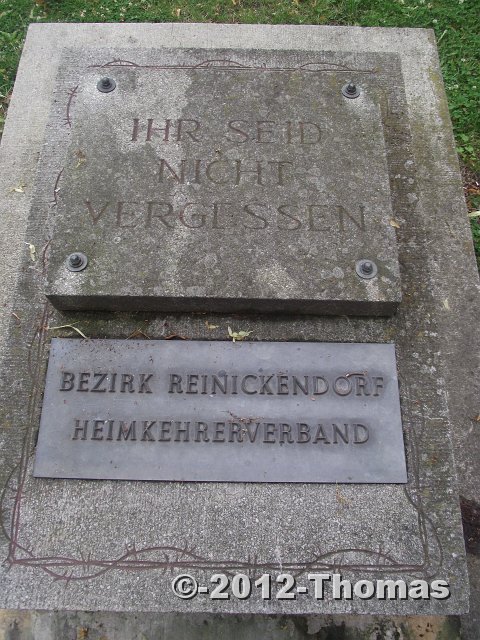 IHR SEID
NICHT
VERGESSEN
BEZIRK REINICKENDORF
HEIMKEHRERVERBAND
©-2012-Thomas